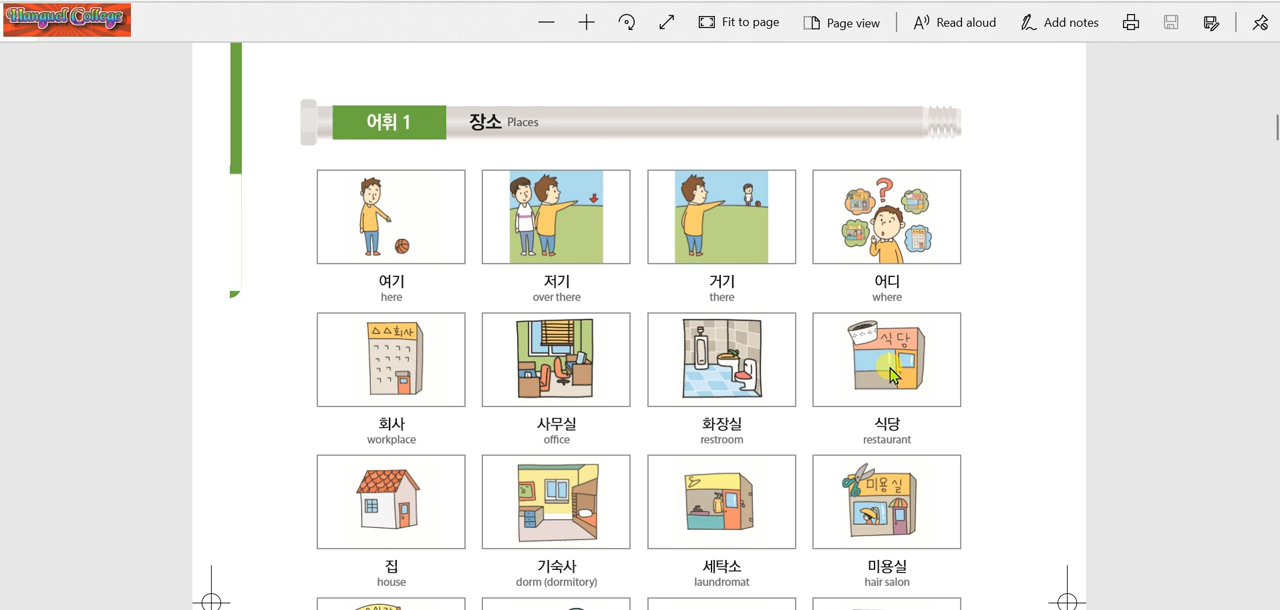 Hanguel College
Fit to page
Page view
Read aloud
Add notes
어휘 1
장소 Places
여기 저기 거기 어디
here over there there where
회사
식당
회사 사무실 화장실 식당
workplace office restroom restaurant
미용실
집 기숙사 세탁소 미용실
house dorm (dormitory) laundromat hair salon